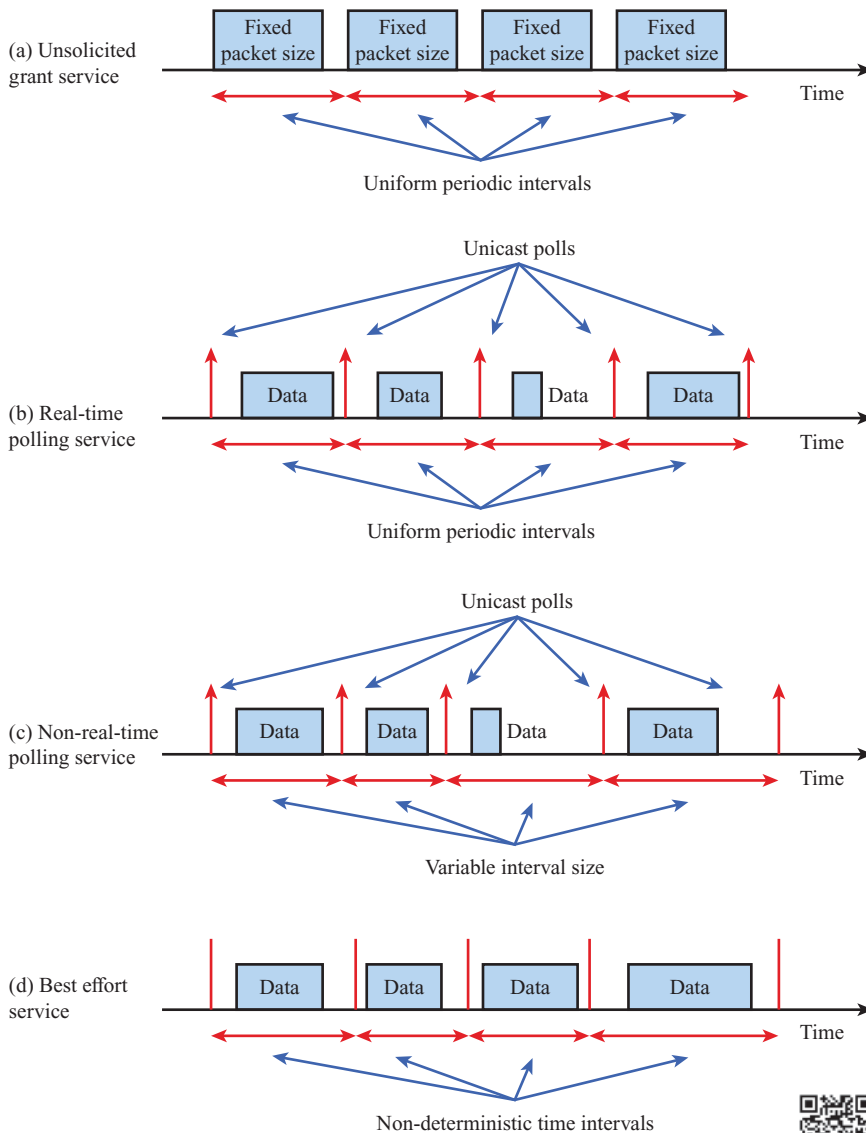 (a) Unsolicited
grant service
Fixed
packet size
Fixed
packet size
Fixed
packet size
Fixed
packet size
Time
Uniform periodic intervals
Unicast polls
(b) Real-time
polling service
Data
Data
Data
Data
Time
Uniform periodic intervals
Unicast polls
(c) Non-real-time
polling service
Data
Data
Data
Data
Time
Variable interval size
(d) Best effort
service
Data
Data
Data
Data
Time
Non-deterministic time intervals